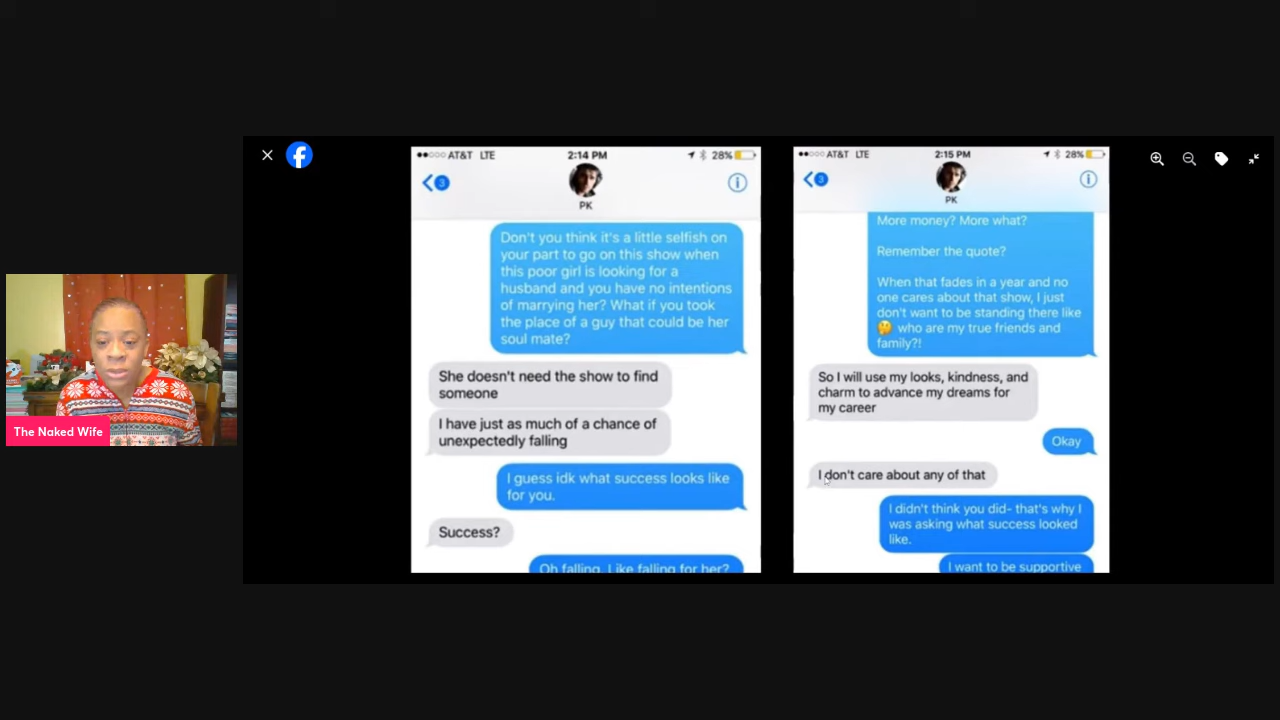 ●●○○○ AT&T LTE
2:14 PM
28%
3
PK
Don't you think it's a little selfish on
your part to go on this show when
this poor girl is looking for a
husband and you have no intentions
of marrying her? What if you took
the place of a guy that could be her
soul mate?
She doesn't need the show to find
someone
I have just as much of a chance of
unexpectedly falling
I guess idk what success looks like
for you.
Success?
Oh falling. Like falling for her?
●●○○○ AT&T LTE
2:15 PM
28%
3
PK
More money? More what?
Remember the quote?
When that fades in a year and no
one cares about that show, I just
don't want to be standing there like
🤔 who are my true friends and
family?!
So I will use my looks, kindness, and
charm to advance my dreams for
my career
Okay
I don't care about any of that
I didn't think you did- that's why I
was asking what success looked
like.
I want to be supportive
The Naked Wife